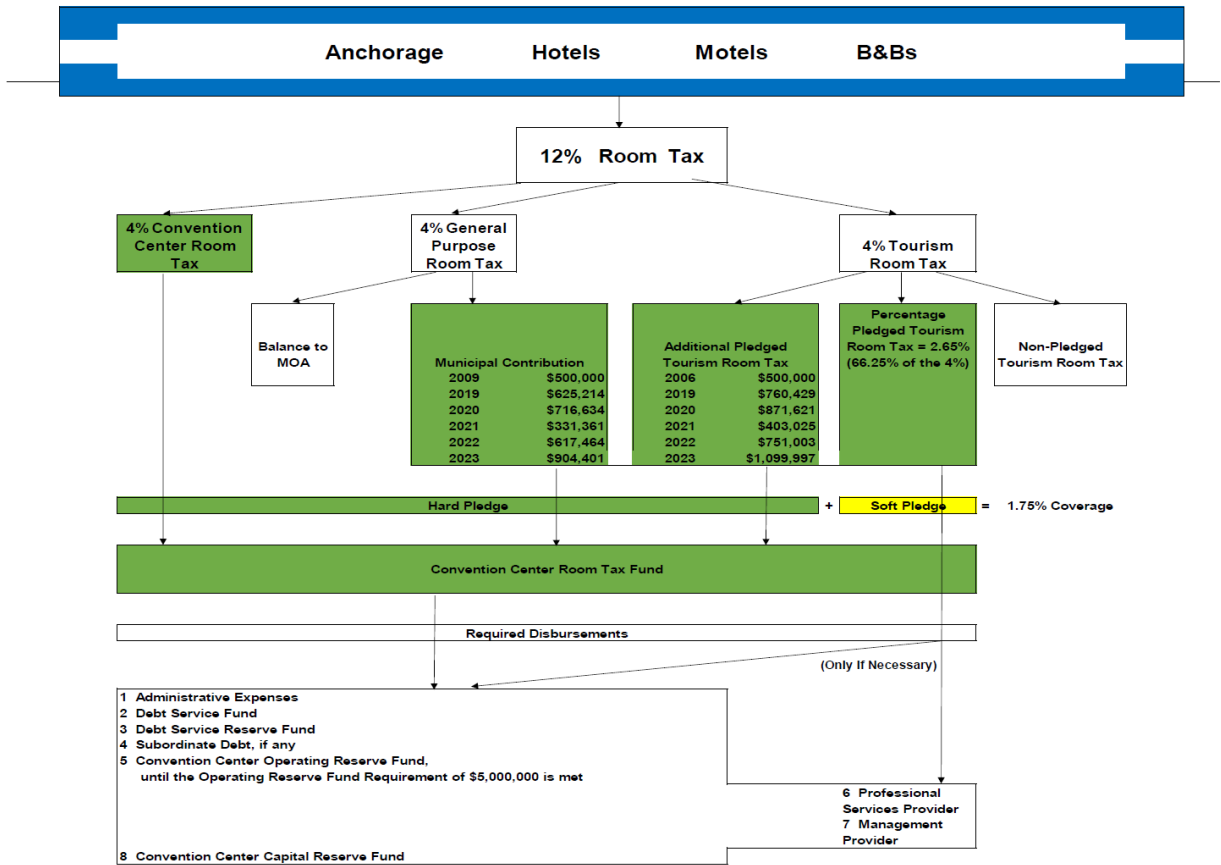 Anchorage Hotels Motels B&Bs
12% Room Tax
4% Convention
Center Room
Tax
4% General
Purpose
Room Tax
4% Tourism
Room Tax
Balance to
MOA
Municipal Contribution
2009 $500,000
2019 $625,214
2020 $716,634
2021 $331,361
2022 $617,464
2023 $904,401
Additional Pledged
Tourism Room Tax
2006 $500,000
2019 $760,429
2020 $871,621
2021 $403,025
2022 $751,003
2023 $1,099,997
Percentage
Pledged Tourism
Room Tax = 2.65%
(66.25% of the 4%)
Non-Pledged
Tourism Room Tax
Hard Pledge + Soft Pledge = 1.75% Coverage
Convention Center Room Tax Fund
Required Disbursements
(Only If Necessary)
1 Administrative Expenses
2 Debt Service Fund
3 Debt Service Reserve Fund
4 Subordinate Debt, if any
5 Convention Center Operating Reserve Fund,
until the Operating Reserve Fund Requirement of $5,000,000 is met
6 Professional
Services Provider
7 Management
Provider
8 Convention Center Capital Reserve Fund